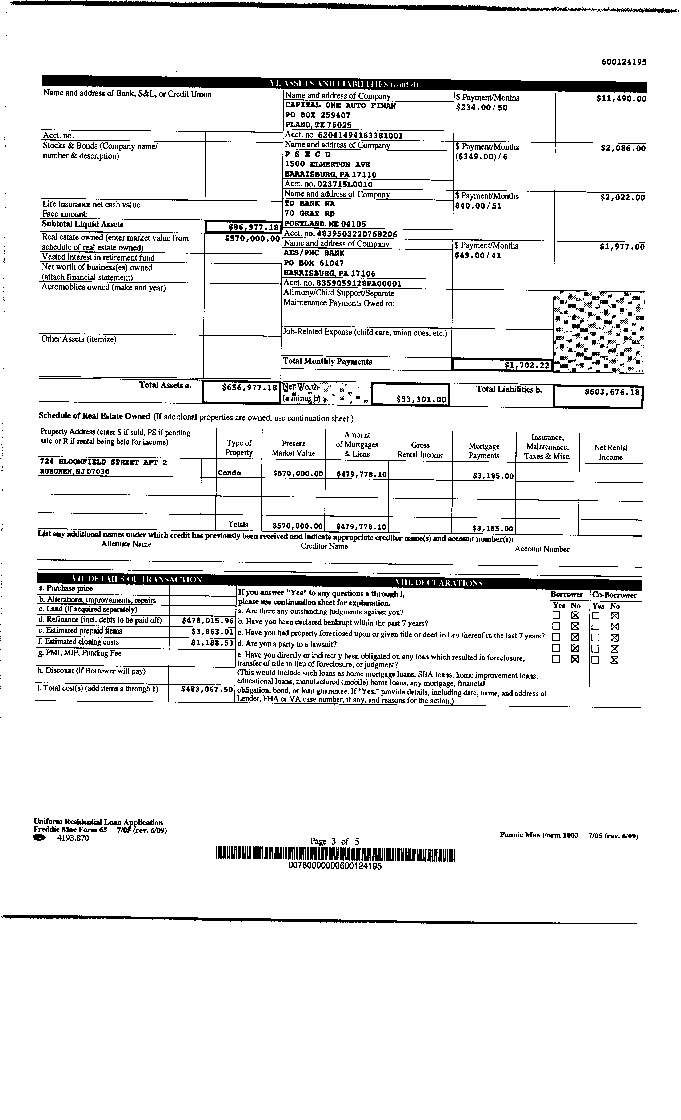 600124195
VI. ASSETS AND LIABILITIES (cont'd)
Name and address of Bank, S&L, or Credit Union
Name and address of Company
$ Payment/Months
$11,490.00
CAPITAL ONE AUTO FINAN
$234.00/50
PO BOX 259407
PLANO, TX 75025
Acct. no.
Acct. no. 62041494163381001
Stocks & Bonds (Company name/
number & description)
Name and address of Company
$ Payment/Months
$2,086.00
P S E C U
($349.00)/6
1500 ELMERTON AVE
HARRISBURG, PA 17110
Acct. no. 023715L0010
Name and address of Company
$ Payment/Months
$2,022.00
Life insurance net cash value
TD BANK NA
$40.00/51
Face amount:
70 GRAY RD
Subtotal Liquid Assets
$86,977.18
PORTLAND, ME 04105
Real estate owned (enter market value from
schedule of real estate owned)
$570,000.00
Acct. no. 4839503220768206
Name and address of Company
$ Payment/Months
$1,977.00
Vested interest in retirement fund
AES/PNC BANK
$49.00/41
Net worth of business(es) owned
(attach financial statement)
PO BOX 61047
HARRISBURG, PA 17106
Automobiles owned (make and year)
Acct. no. 8359059128PA00001
Alimony/Child Support/Separate
Maintenance Payments Owed to:
Job-Related Expense (child care, union dues, etc.)
Other Assets (itemize)
Total Monthly Payments
$1,702.22
Total Assets a.
$656,977.18
Net Worth
(a minus b)
$53,301.00
Total Liabilities b.
$603,676.18
Schedule of Real Estate Owned (If additional properties are owned, use continuation sheet.)
Property Address (enter S if sold, PS if pending
sale or R if rental being held for income)
Type of
Property
Present
Market Value
Amount
of Mortgages
& Liens
Gross
Rental Income
Mortgage
Payments
Insurance,
Maintenance,
Taxes & Misc.
Net Rental
Income
724 BLOOMFIELD STREET APT 2
HOBOKEN, NJ 07030
Condo
$570,000.00
$479,778.10
$3,185.00
Totals
$570,000.00
$479,778.10
$3,185.00
List any additional names under which credit has previously been received and indicate appropriate creditor name(s) and account number(s):
Alternate Name
Creditor Name
Account Number
VII. DETAILS OF TRANSACTION
VIII. DECLARATIONS
a. Purchase price
b. Alterations, improvements, repairs
c. Land (if acquired separately)
d. Refinance (incl. debts to be paid off)
$478,015.96
e. Estimated prepaid items
$3,863.01
f. Estimated closing costs
$1,188.53
g. PMI, MIP, Funding Fee
h. Discount (if Borrower will pay)
i. Total cost(s) (add items a through h)
$483,067.50
If you answer "Yes" to any questions a through i,
please use continuation sheet for explanation.
Borrower
Co-Borrower
Yes No
Yes No
a. Are there any outstanding judgments against you?
b. Have you been declared bankrupt within the past 7 years?
c. Have you had property foreclosed upon or given title or deed in lieu thereof in the last 7 years?
d. Are you a party to a lawsuit?
e. Have you directly or indirectly been obligated on any loan which resulted in foreclosure,
transfer of title in lieu of foreclosure, or judgment?
(This would include such loans as home mortgage loans, SBA loans, home improvement loans,
educational loans, manufactured (mobile) home loans, any mortgage, financial
obligation, bond, or loan guarantee. If "Yes," provide details, including date, name, and address of
Lender, FHA or VA case number, if any, and reasons for the action.)
Uniform Residential Loan Application
Freddie Mac Form 65 7/05 (rev. 6/09)
4193.870
Page 3 of 5
Fannie Mae Form 1003 7/05 (rev. 6/09)
0078000000600124195